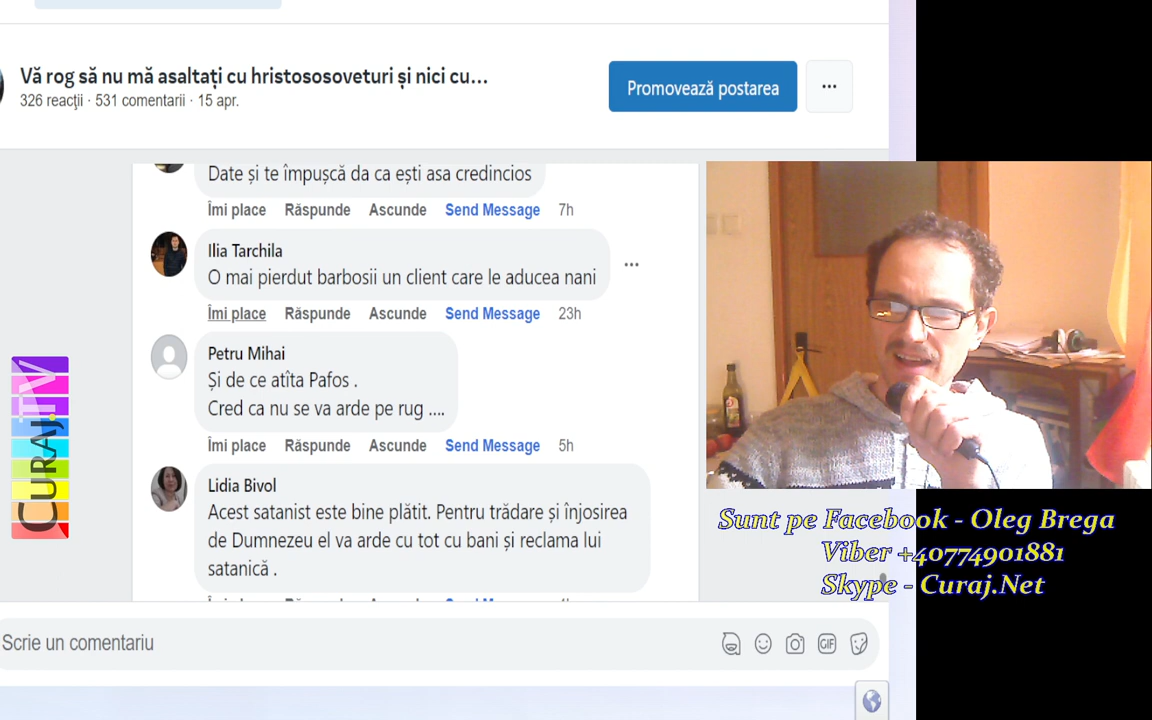 Vă rog să nu mă asaltați cu hristososoveturi și nici cu...
326 reacții · 531 comentarii · 15 apr.
Promovează postarea
Date și te împușcă da ca ești asa credincios
Îmi place Răspunde Ascunde Send Message 7h
Ilia Tarchila
O mai pierdut barbosii un client care le aducea nani
Îmi place Răspunde Ascunde Send Message 23h
Petru Mihai
Și de ce atîta Pafos .
Cred ca nu se va arde pe rug ....
Îmi place Răspunde Ascunde Send Message 5h
Lidia Bivol
Acest satanist este bine plătit. Pentru trădare și înjosirea
de Dumnezeu el va arde cu tot cu bani și reclama lui
satanică .
Scrie un comentariu
GIF
CURAJ.TV
Sunt pe Facebook - Oleg Brega
Viber +40774901881
Skype - Curaj.Net